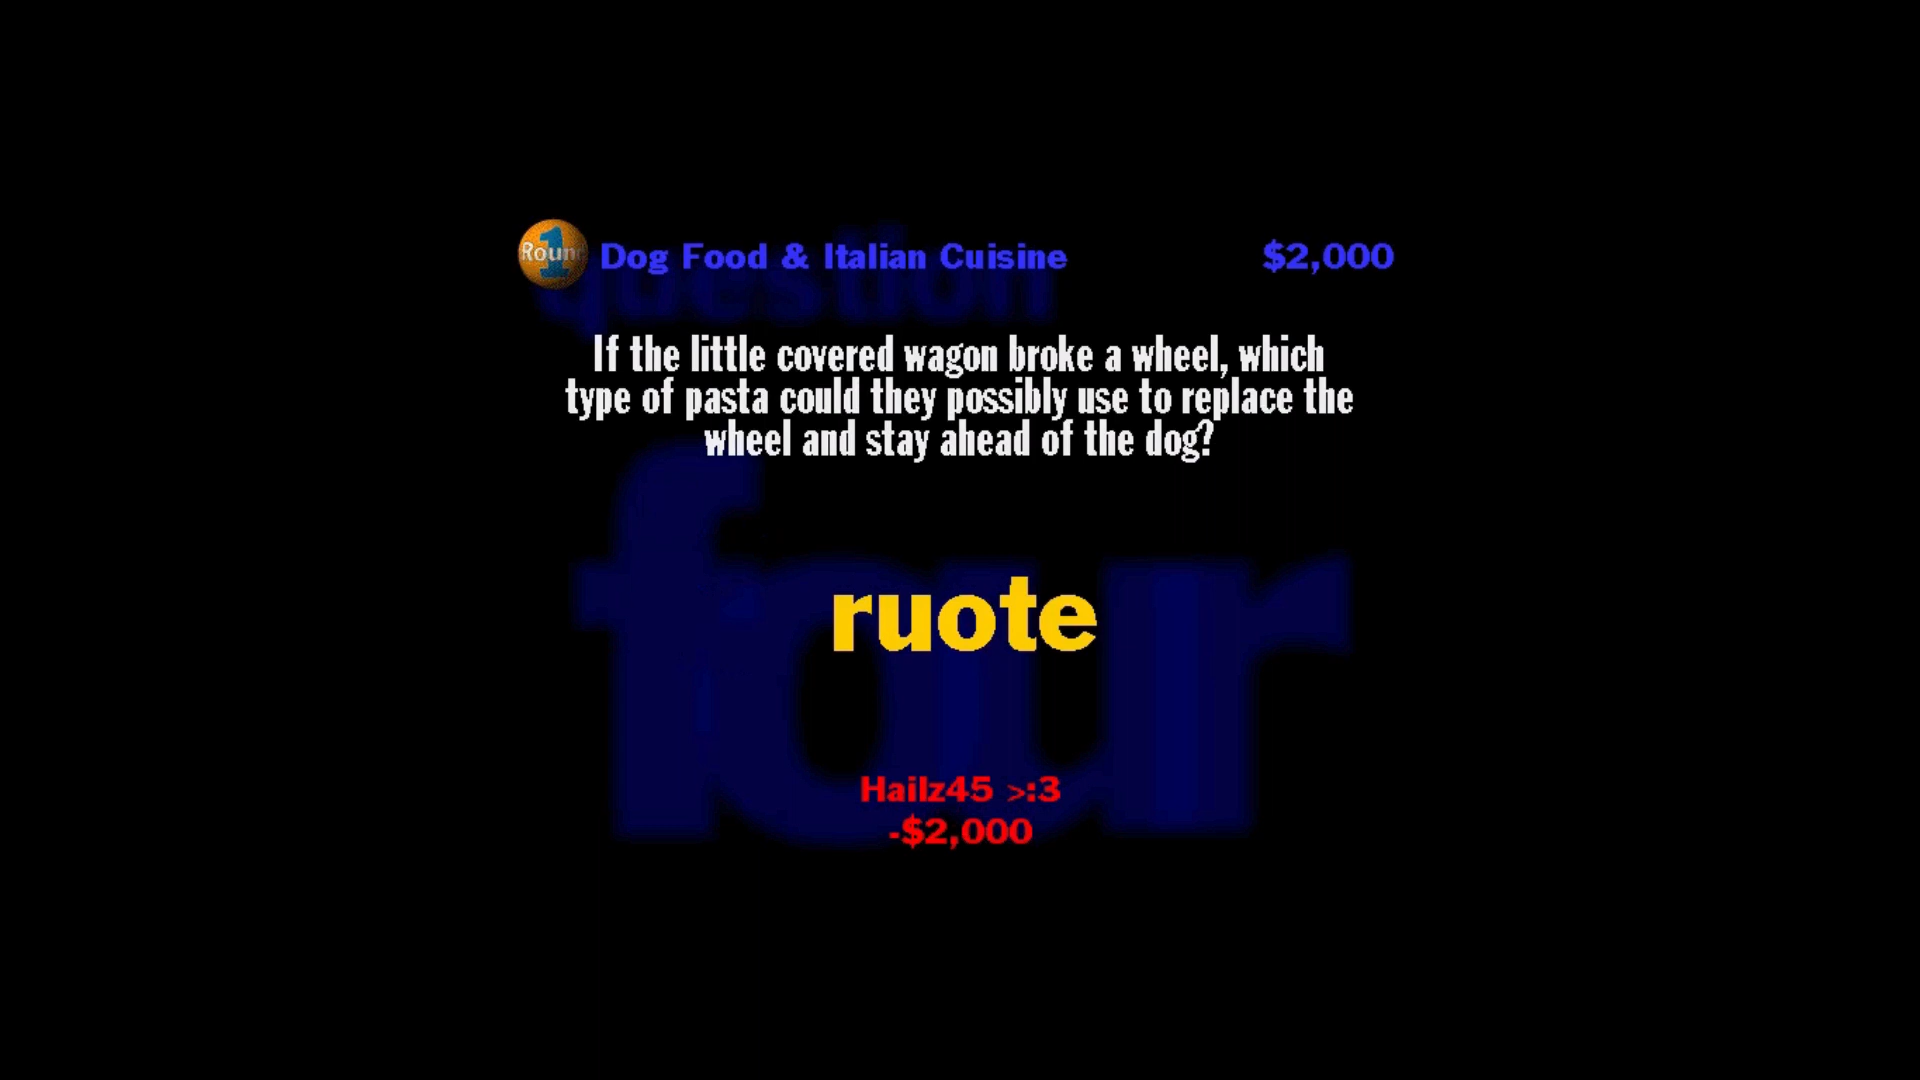 Round 1
Dog Food & Italian Cuisine
$2,000
question
If the little covered wagon broke a wheel, which
type of pasta could they possibly use to replace the
wheel and stay ahead of the dog?
four
ruote
Hailz45 >:3
-$2,000